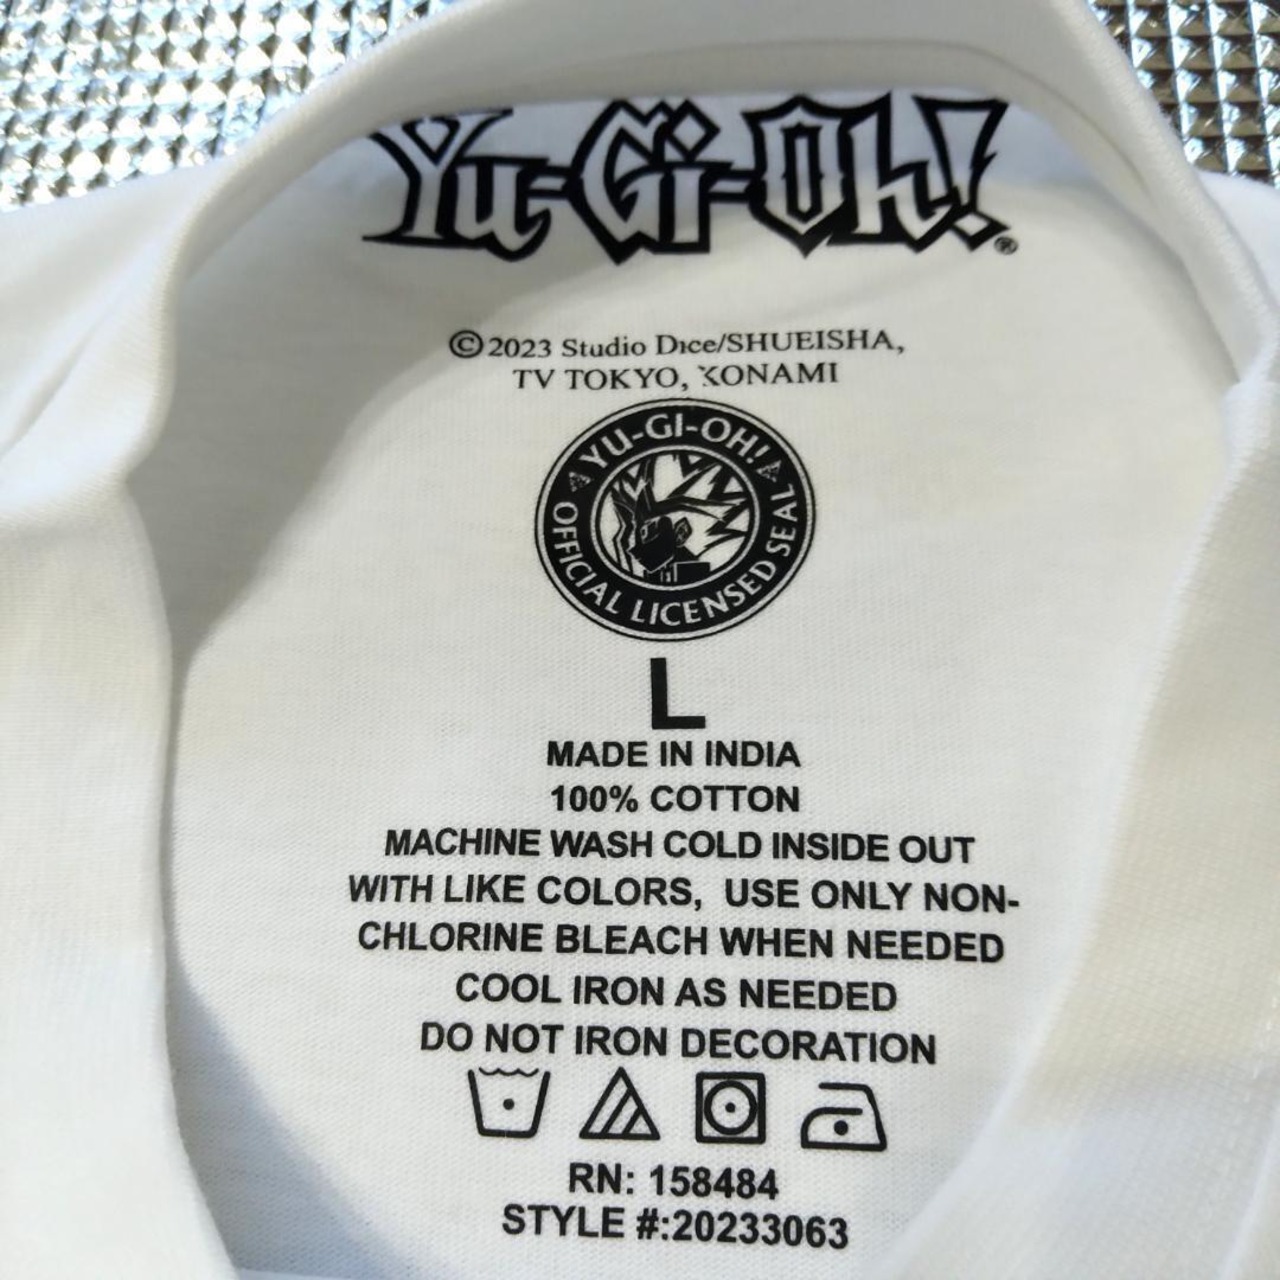 Yu-Gi-Oh!®
©2023 Studio Dice/SHUEISHA,
TV TOKYO, KONAMI
YU-GI-OH!
OFFICIAL LICENSED SEAL
L
MADE IN INDIA
100% COTTON
MACHINE WASH COLD INSIDE OUT
WITH LIKE COLORS, USE ONLY NON-
CHLORINE BLEACH WHEN NEEDED
COOL IRON AS NEEDED
DO NOT IRON DECORATION
RN: 158484
STYLE #:20233063